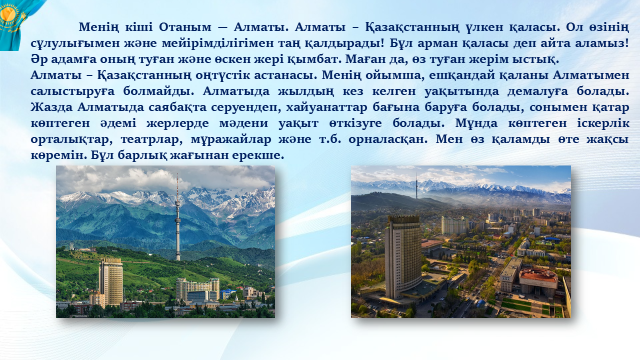 Менің кіші Отаным — Алматы. Алматы – Қазақстанның үлкен қаласы. Ол өзінің
сұлулығымен және мейірімділігімен таң қалдырады! Бұл арман қаласы деп айта аламыз!
Әр адамға оның туған және өскен жері қымбат. Маған да, өз туған жерім ыстық.
Алматы – Қазақстанның оңтүстік астанасы. Менің ойымша, ешқандай қаланы Алматымен
салыстыруға болмайды. Алматыда жылдың кез келген уақытында демалуға болады.
Жазда Алматыда саябақта серуендеп, хайуанаттар бағына баруға болады, сонымен қатар
көптеген әдемі жерлерде мәдени уақыт өткізуге болады. Мұнда көптеген іскерлік
орталықтар, театрлар, мұражайлар және т.б. орналасқан. Мен өз қаламды өте жақсы
көремін. Бұл барлық жағынан ерекше.